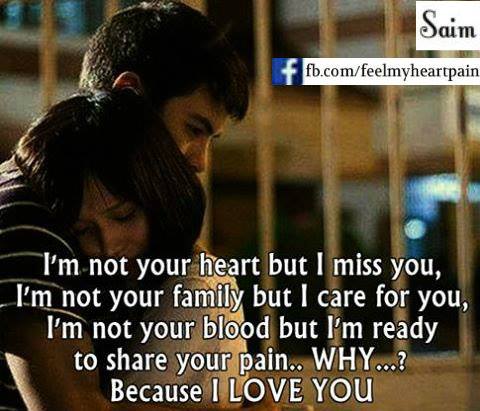 Saim
f fb.com/feelmyheartpain
I'm not your heart but I miss you,
I'm not your family but I care for you,
I'm not your blood but I'm ready
to share your pain.. WHY...?
Because I LOVE YOU